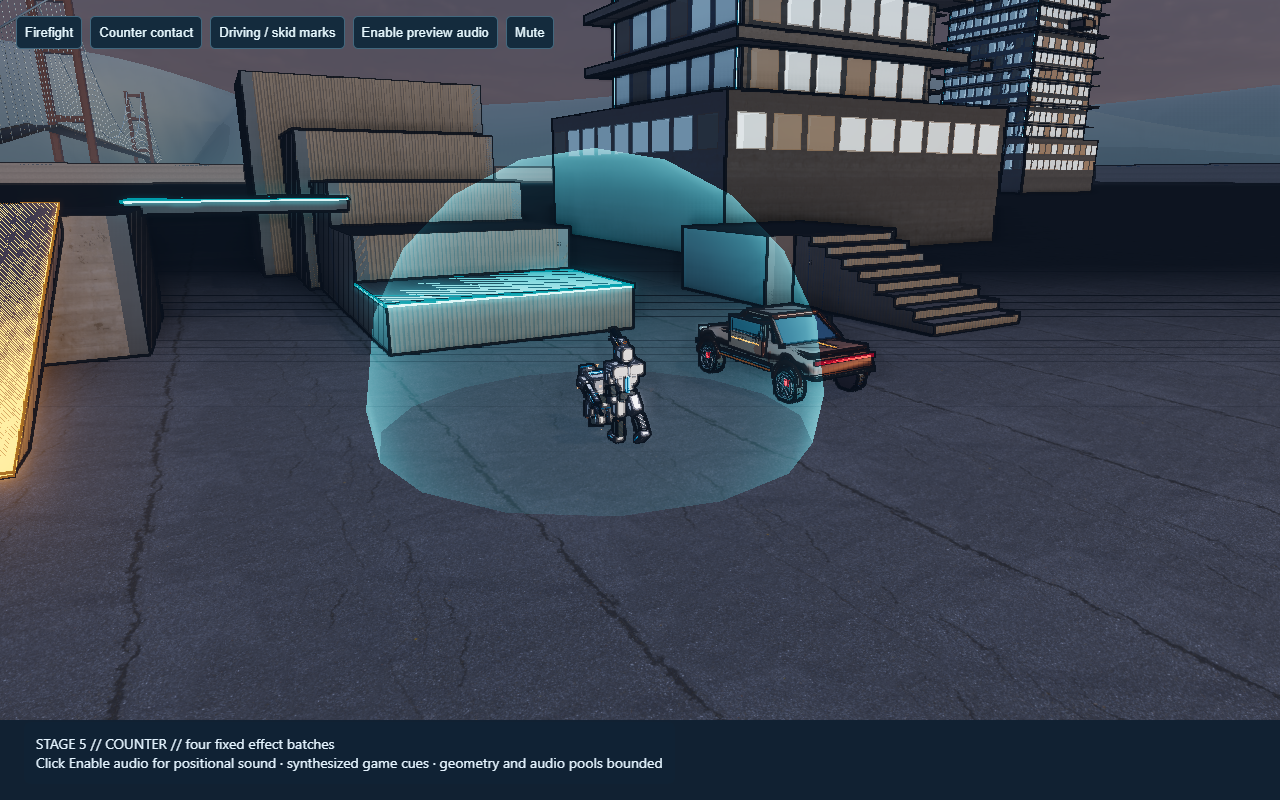 Firefight
Counter contact
Driving / skid marks
Enable preview audio
Mute
STAGE 5 // COUNTER // four fixed effect batches
Click Enable audio for positional sound · synthesized game cues · geometry and audio pools bounded